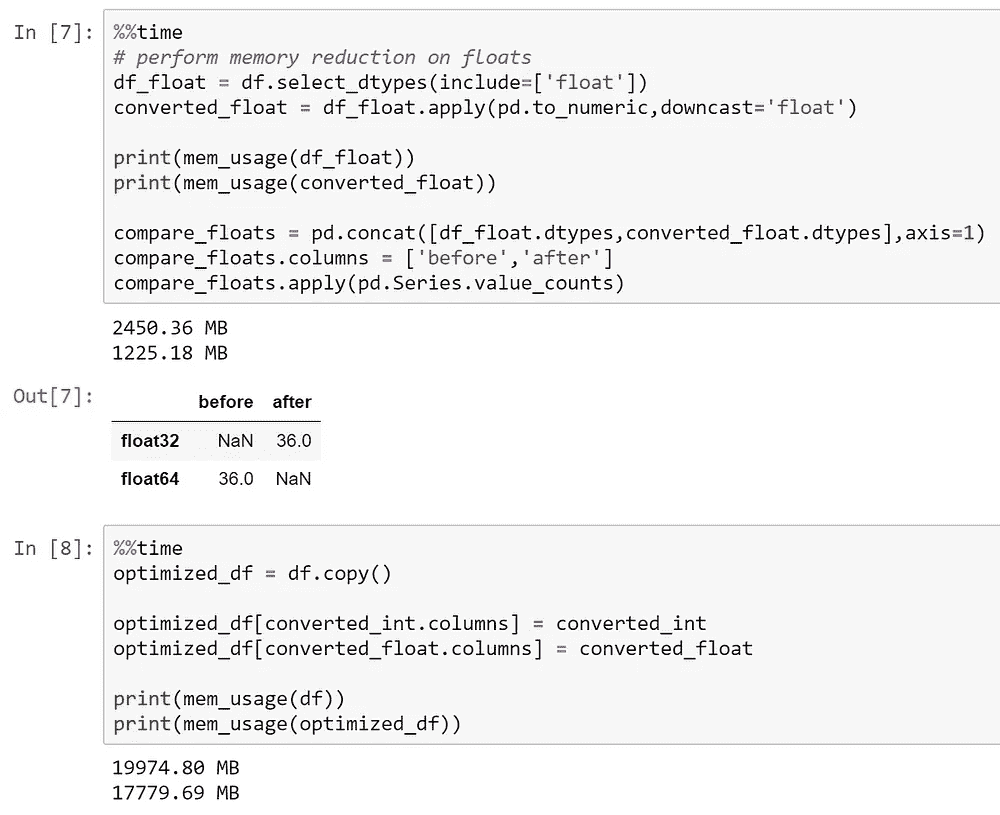 In [7]: %%time
# perform memory reduction on floats
df_float = df.select_dtypes(include=['float'])
converted_float = df_float.apply(pd.to_numeric,downcast='float')

print(mem_usage(df_float))
print(mem_usage(converted_float))

compare_floats = pd.concat([df_float.dtypes,converted_float.dtypes],axis=1)
compare_floats.columns = ['before','after']
compare_floats.apply(pd.Series.value_counts)
2450.36 MB
1225.18 MB
Out[7]:
before after
float32 NaN 36.0
float64 36.0 NaN
In [8]: %%time
optimized_df = df.copy()

optimized_df[converted_int.columns] = converted_int
optimized_df[converted_float.columns] = converted_float

print(mem_usage(df))
print(mem_usage(optimized_df))
19974.80 MB
17779.69 MB